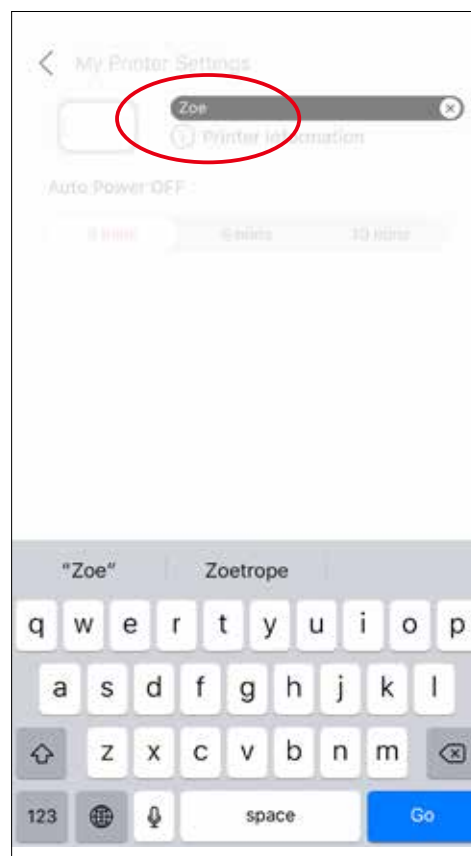 My Printer Settings
Zoe
Printer information
Auto Power OFF :
3 mins 5 mins 10 mins
"Zoe" Zoetrope
q w e r t y u i o p
a s d f g h j k l
z x c v b n m
123 space Go